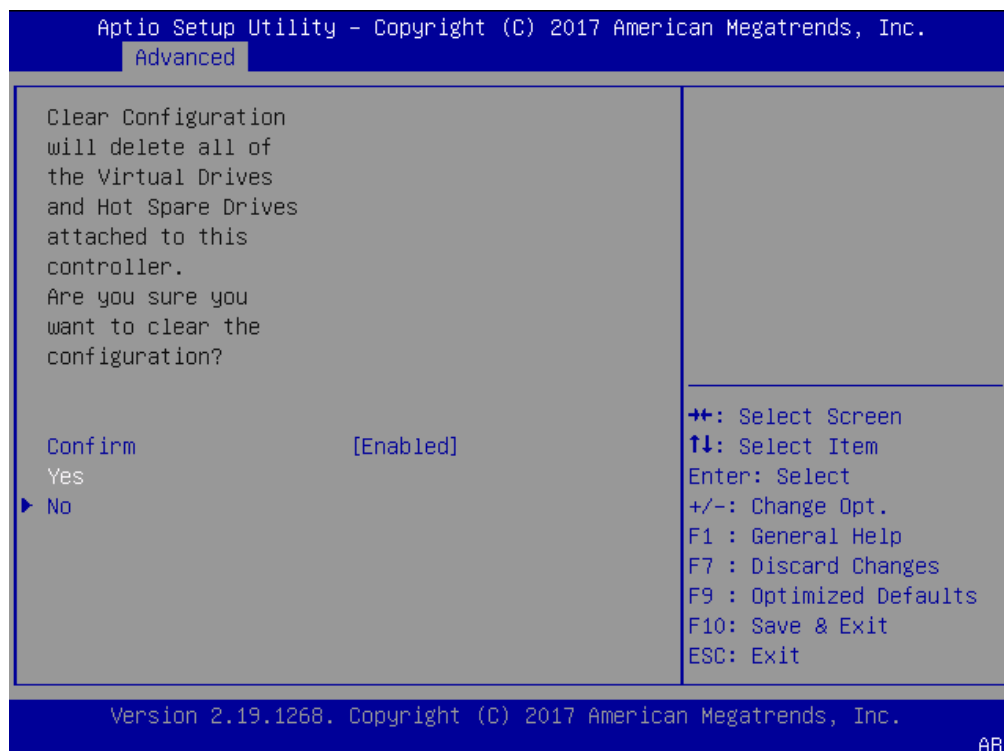 Aptio Setup Utility – Copyright (C) 2017 American Megatrends, Inc.
Advanced
Clear Configuration
will delete all of
the Virtual Drives
and Hot Spare Drives
attached to this
controller.
Are you sure you
want to clear the
configuration?
Confirm [Enabled]
Yes
No
→←: Select Screen
↑↓: Select Item
Enter: Select
+/-: Change Opt.
F1 : General Help
F7 : Discard Changes
F9 : Optimized Defaults
F10: Save & Exit
ESC: Exit
Version 2.19.1268. Copyright (C) 2017 American Megatrends, Inc.
AB